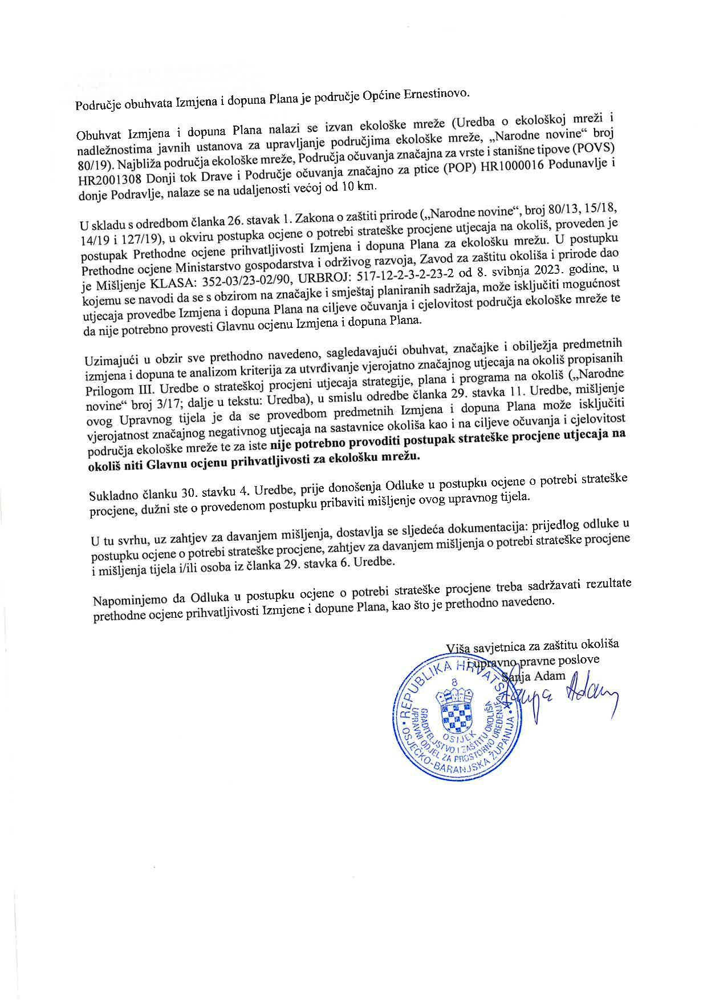 Područje obuhvata Izmjena i dopuna Plana je područje Općine Ernestinovo.
Obuhvat Izmjena i dopuna Plana nalazi se izvan ekološke mreže (Uredba o ekološkoj mreži i
nadležnostima javnih ustanova za upravljanje područjima ekološke mreže, „Narodne novine“ broj
80/19). Najbliža područja ekološke mreže, Područja očuvanja značajna za vrste i stanišne tipove (POVS)
HR2001308 Donji tok Drave i Područje očuvanja značajno za ptice (POP) HR1000016 Podunavlje i
donje Podravlje, nalaze se na udaljenosti većoj od 10 km.
U skladu s odredbom članka 26. stavak 1. Zakona o zaštiti prirode („Narodne novine“, broj 80/13, 15/18,
14/19 i 127/19), u okviru postupka ocjene o potrebi strateške procjene utjecaja na okoliš, proveden je
postupak Prethodne ocjene prihvatljivosti Izmjena i dopuna Plana za ekološku mrežu. U postupku
Prethodne ocjene Ministarstvo gospodarstva i održivog razvoja, Zavod za zaštitu okoliša i prirode dao
je Mišljenje KLASA: 352-03/23-02/90, URBROJ: 517-12-2-3-2-23-2 od 8. svibnja 2023. godine, u
kojemu se navodi da se s obzirom na značajke i smještaj planiranih sadržaja, može isključiti mogućnost
utjecaja provedbe Izmjena i dopuna Plana na ciljeve očuvanja i cjelovitost područja ekološke mreže te
da nije potrebno provesti Glavnu ocjenu Izmjena i dopuna Plana.
Uzimajući u obzir sve prethodno navedeno, sagledavajući obuhvat, značajke i obilježja predmetnih
izmjena i dopuna te analizom kriterija za utvrđivanje vjerojatno značajnog utjecaja na okoliš propisanih
Prilogom III. Uredbe o strateškoj procjeni utjecaja strategije, plana i programa na okoliš („Narodne
novine“ broj 3/17; dalje u tekstu: Uredba), u smislu odredbe članka 29. stavka 11. Uredbe, mišljenje
ovog Upravnog tijela je da se provedbom predmetnih Izmjena i dopuna Plana može isključiti
vjerojatnost značajnog negativnog utjecaja na sastavnice okoliša kao i na ciljeve očuvanja i cjelovitost
područja ekološke mreže te za iste nije potrebno provoditi postupak strateške procjene utjecaja na
okoliš niti Glavnu ocjenu prihvatljivosti za ekološku mrežu.
Sukladno članku 30. stavku 4. Uredbe, prije donošenja Odluke u postupku ocjene o potrebi strateške
procjene, dužni ste o provedenom postupku pribaviti mišljenje ovog upravnog tijela.
U tu svrhu, uz zahtjev za davanjem mišljenja, dostavlja se sljedeća dokumentacija: prijedlog odluke u
postupku ocjene o potrebi strateške procjene, zahtjev za davanjem mišljenja o potrebi strateške procjene
i mišljenja tijela i/ili osoba iz članka 29. stavka 6. Uredbe.
Napominjemo da Odluka u postupku ocjene o potrebi strateške procjene treba sadržavati rezultate
prethodne ocjene prihvatljivosti Izmjene i dopune Plana, kao što je prethodno navedeno.
Viša savjetnica za zaštitu okoliša
i upravno pravne poslove
Sanja Adam
Sanja Adam
REPUBLIKA HRVATSKA
OSJEČKO-BARANJSKA ŽUPANIJA
UPRAVNI ODJEL ZA PROSTORNO UREĐENJE
GRADITELJSTVO I ZAŠTITU OKOLIŠA
OSIJEK
8